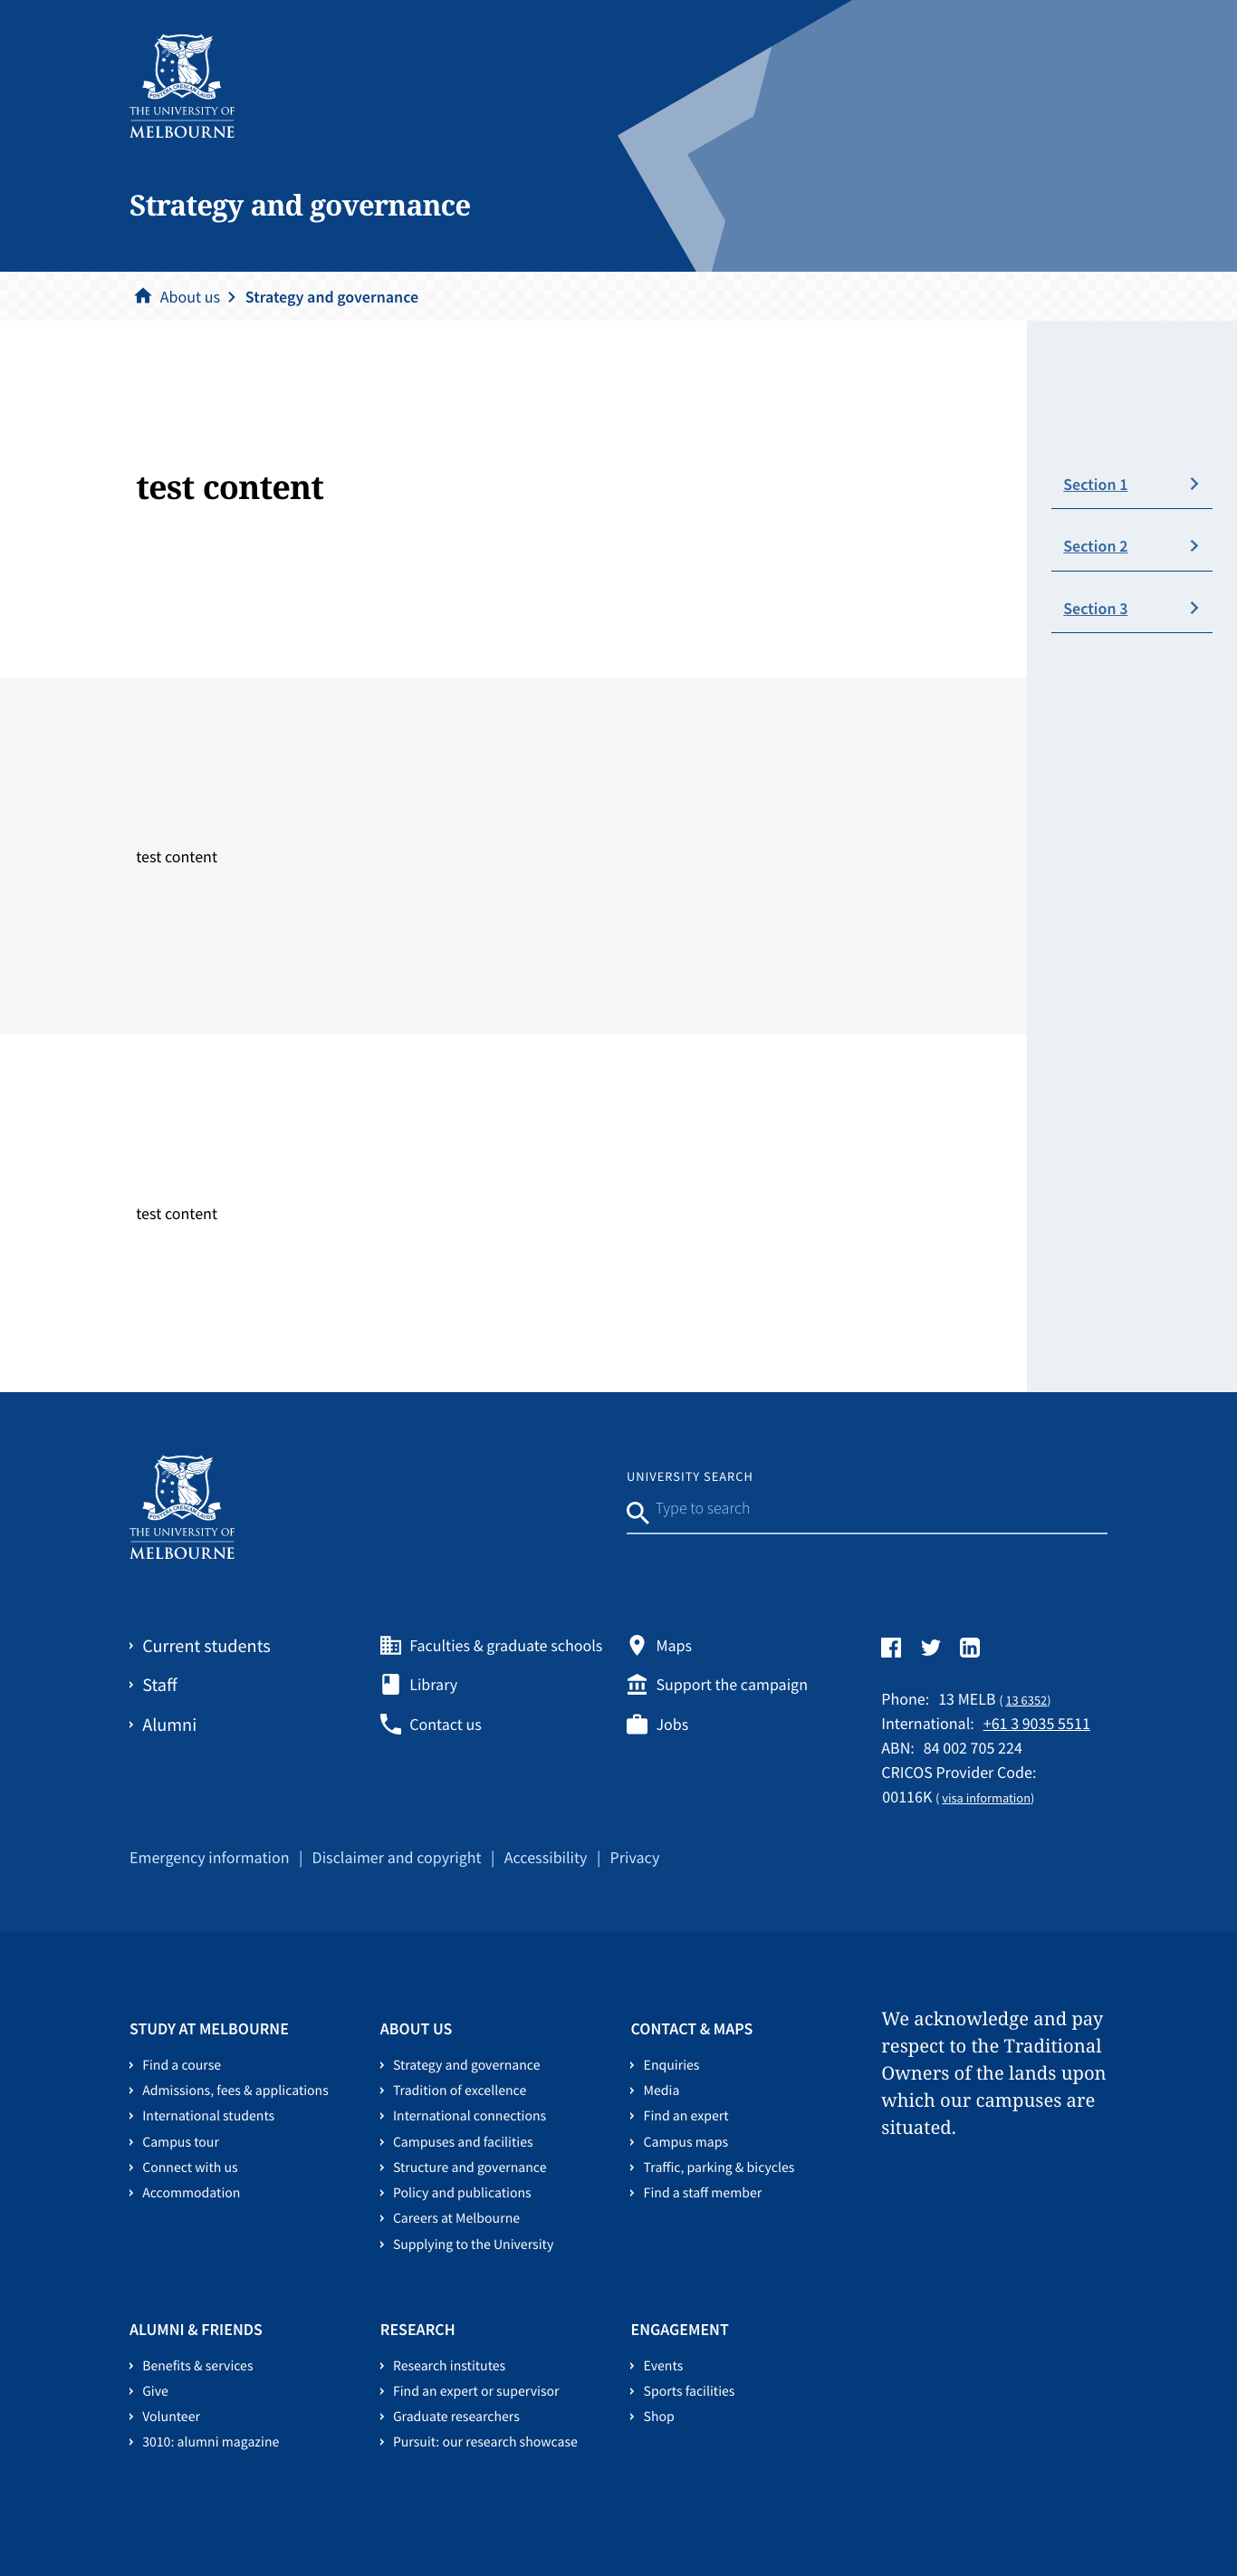 POSTERA CRESCAM LAUDE
THE UNIVERSITY OF
MELBOURNE
Strategy and governance
About us
Strategy and governance
test content
Section 1
Section 2
Section 3
test content
test content
POSTERA CRESCAM LAUDE
THE UNIVERSITY OF
MELBOURNE
UNIVERSITY SEARCH
Type to search
Current students
Staff
Alumni
Faculties & graduate schools
Library
Contact us
Maps
Support the campaign
Jobs
Phone: 13 MELB ( 13 6352)
International: +61 3 9035 5511
ABN: 84 002 705 224
CRICOS Provider Code:
00116K ( visa information)
Emergency information | Disclaimer and copyright | Accessibility | Privacy
STUDY AT MELBOURNE
Find a course
Admissions, fees & applications
International students
Campus tour
Connect with us
Accommodation
ABOUT US
Strategy and governance
Tradition of excellence
International connections
Campuses and facilities
Structure and governance
Policy and publications
Careers at Melbourne
Supplying to the University
CONTACT & MAPS
Enquiries
Media
Find an expert
Campus maps
Traffic, parking & bicycles
Find a staff member
We acknowledge and pay
respect to the Traditional
Owners of the lands upon
which our campuses are
situated.
ALUMNI & FRIENDS
Benefits & services
Give
Volunteer
3010: alumni magazine
RESEARCH
Research institutes
Find an expert or supervisor
Graduate researchers
Pursuit: our research showcase
ENGAGEMENT
Events
Sports facilities
Shop